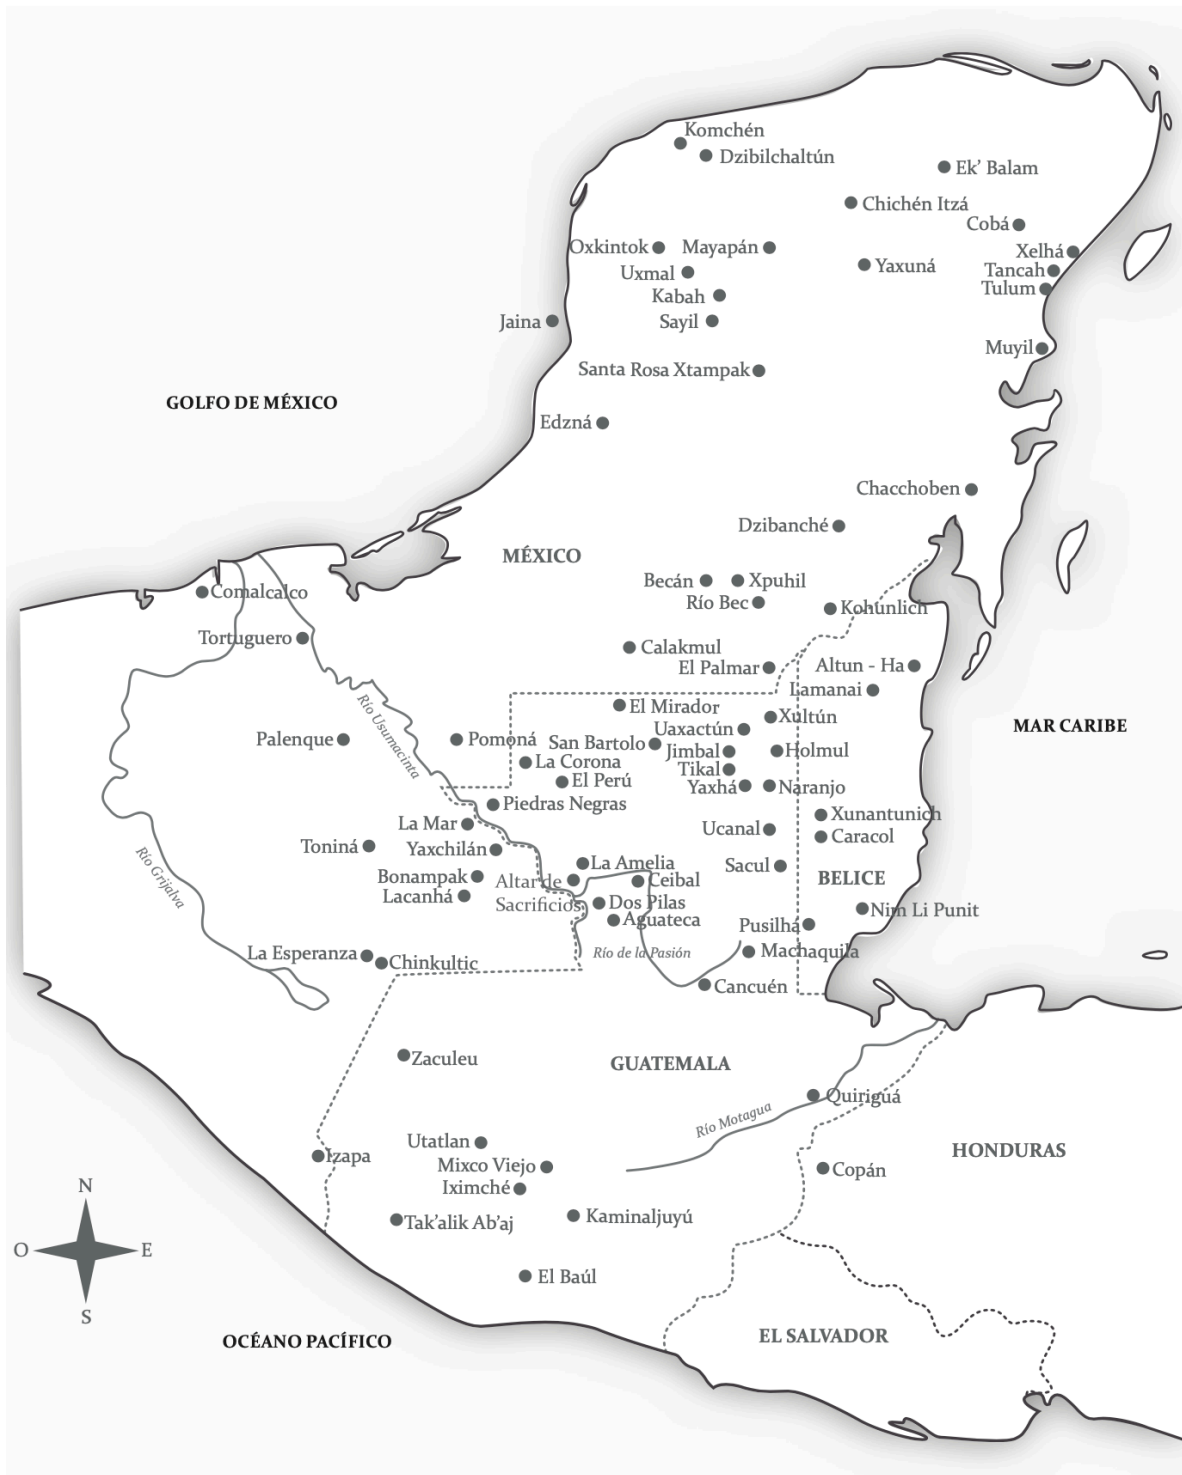 Komchén
Dzibilchaltún
Ek’ Balam
Chichén Itzá
Cobá
Oxkintok
Mayapán
Xelhá
Yaxuná
Tancah
Uxmal
Tulum
Kabah
Jaina
Sayil
Muyil
Santa Rosa Xtampak
GOLFO DE MÉXICO
Edzná
Chacchoben
Dzibanché
MÉXICO
Becán
Xpuhil
Comalcalco
Río Bec
Kohunlich
Tortuguero
Calakmul
El Palmar
Altun - Ha
Lamanai
El Mirador
Xultún
MAR CARIBE
Río Usumacinta
Uaxactún
Palenque
Pomoná
San Bartolo
Jimbal
Holmul
La Corona
Tikal
El Perú
Yaxhá
Naranjo
Piedras Negras
Xunantunich
La Mar
Ucanal
Caracol
Toniná
Yaxchilán
La Amelia
Sacul
Río Grijalva
Bonampak
Altar de
Sacrificios
Ceibal
BELICE
Lacanhá
Dos Pilas
Nim Li Punit
Aguateca
Pusilhá
La Esperanza
Chinkultic
Río de la Pasión
Machaquila
Cancuén
Zaculeu
GUATEMALA
Quiriguá
Río Motagua
Utatlan
HONDURAS
Izapa
Mixco Viejo
Copán
Iximché
N
Tak’alik Ab’aj
Kaminaljuyú
O
E
El Baúl
S
OCÉANO PACÍFICO
EL SALVADOR